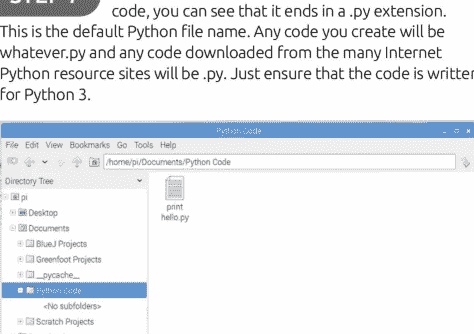 code, you can see that it ends in a .py extension.
This is the default Python file name. Any code you create will be
whatever.py and any code downloaded from the many Internet
Python resource sites will be .py. Just ensure that the code is written
for Python 3.
Python Code
File Edit View Bookmarks Go Tools Help
/home/pi/Documents/Python Code
Directory Tree
pi
Desktop
Documents
BlueJ Projects
Greenfoot Projects
__pycache__
Python Code
<No subfolders>
Scratch Projects
print
hello.py